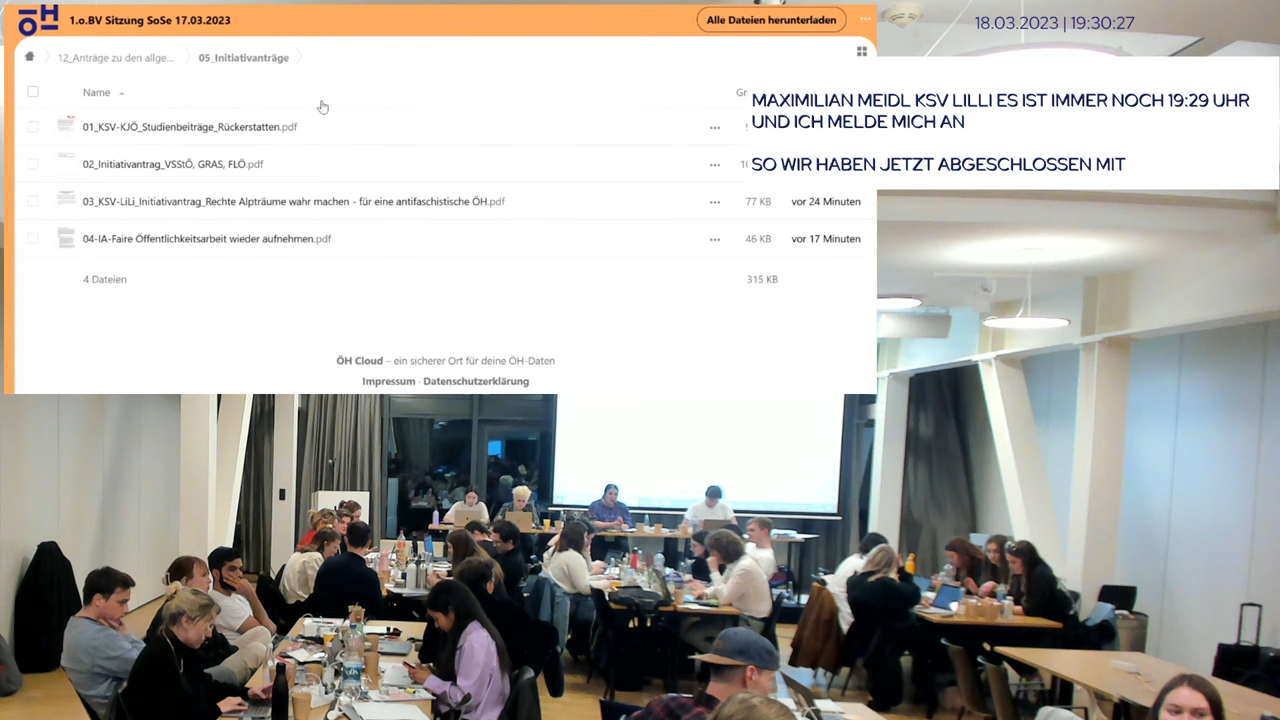 ÖH
1.o.BV Sitzung SoSe 17.03.2023
Alle Dateien herunterladen
18.03.2023 | 19:30:27
12_Anträge zu den allge...
05_Initiativanträge
Name
MAXIMILIAN MEIDL KSV LILLI ES IST IMMER NOCH 19:29 UHR
UND ICH MELDE MICH AN
SO WIR HABEN JETZT ABGESCHLOSSEN MIT
01_KSV-KJÖ_Studienbeiträge_Rückerstatten.pdf
02_Initiativantrag_VSStÖ, GRAS, FLÖ.pdf
03_KSV-LiLi_Initiativantrag_Rechte Alpträume wahr machen - für eine antifaschistische ÖH.pdf
77 KB
vor 24 Minuten
04-IA-Faire Öffentlichkeitsarbeit wieder aufnehmen.pdf
46 KB
vor 17 Minuten
4 Dateien
315 KB
ÖH Cloud – ein sicherer Ort für deine ÖH-Daten
Impressum · Datenschutzerklärung